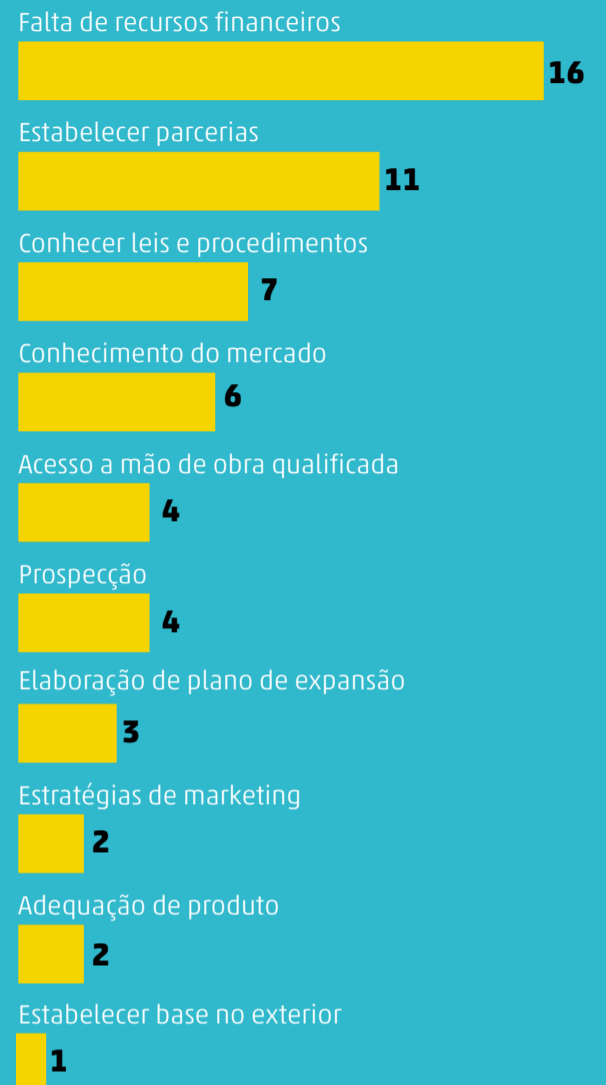 Falta de recursos financeiros
16
Estabelecer parcerias
11
Conhecer leis e procedimentos
7
Conhecimento do mercado
6
Acesso a mão de obra qualificada
4
Prospecção
4
Elaboração de plano de expansão
3
Estratégias de marketing
2
Adequação de produto
2
Estabelecer base no exterior
1